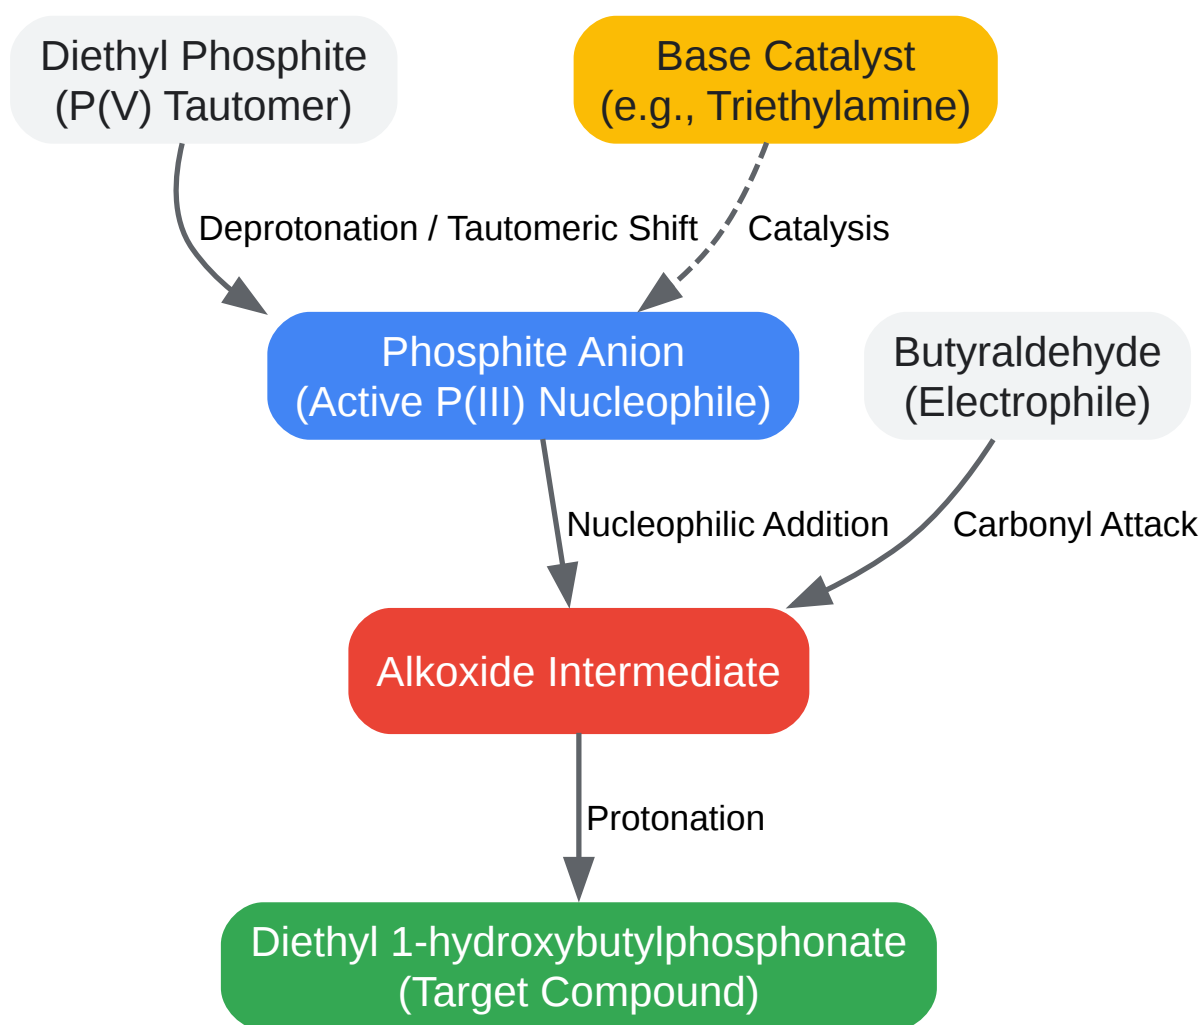 Diethyl Phosphite
(P(V) Tautomer)
Base Catalyst
(e.g., Triethylamine)
Deprotonation / Tautomeric Shift
Catalysis
Phosphite Anion
(Active P(III) Nucleophile)
Butyraldehyde
(Electrophile)
Nucleophilic Addition
Carbonyl Attack
Alkoxide Intermediate
Protonation
Diethyl 1-hydroxybutylphosphonate
(Target Compound)